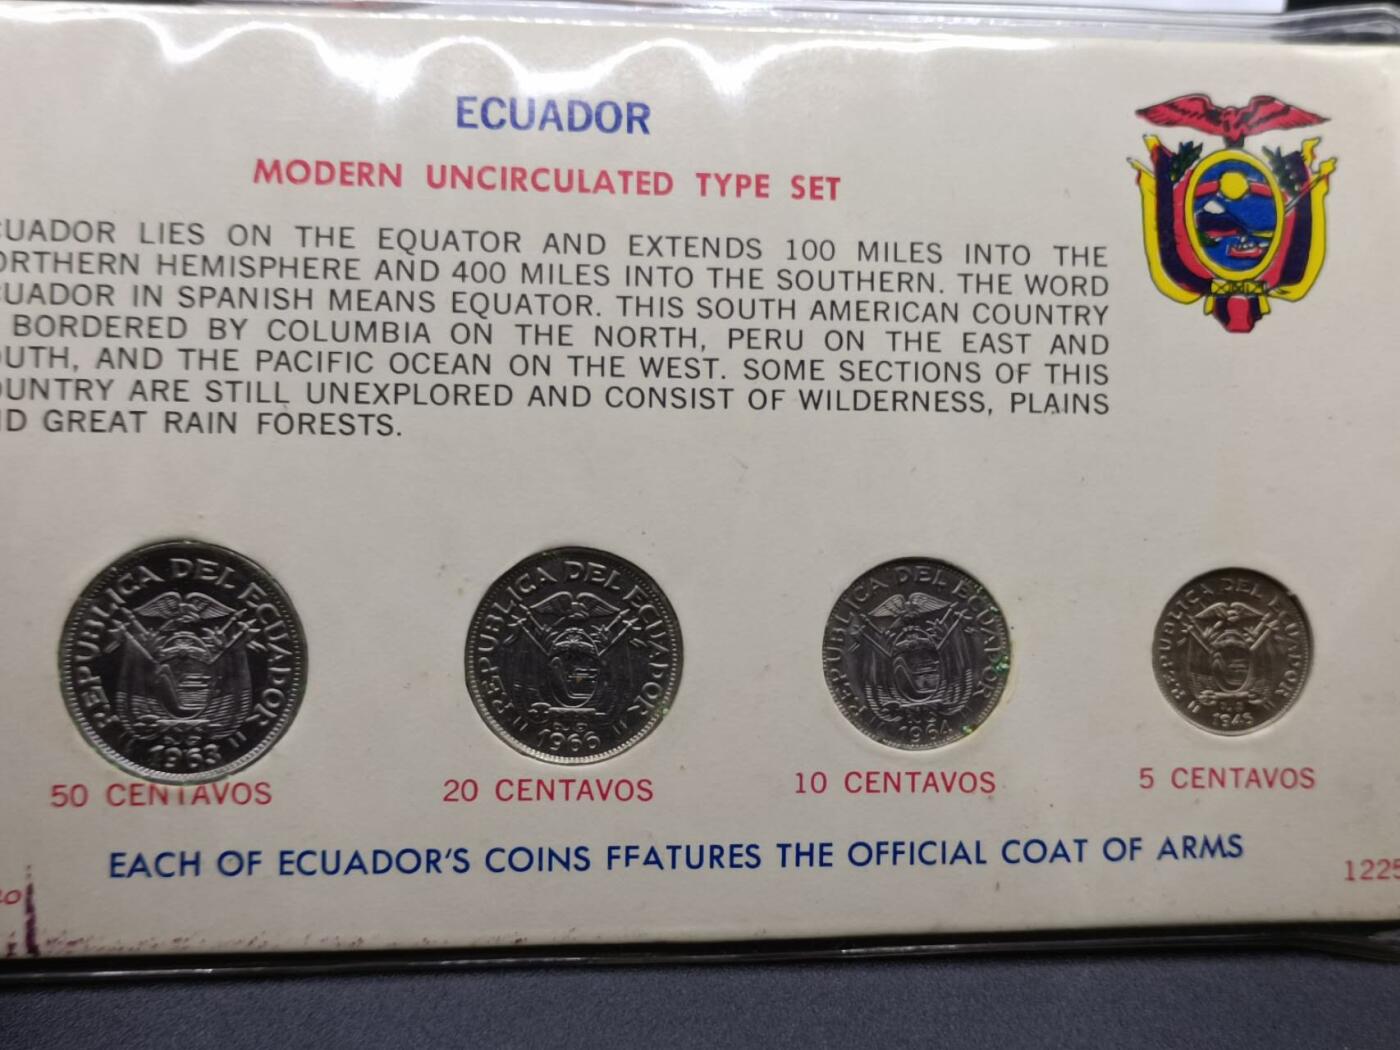 ECUADOR
MODERN UNCIRCULATED TYPE SET
CUADOR LIES ON THE EQUATOR AND EXTENDS 100 MILES INTO THE
ORTHERN HEMISPHERE AND 400 MILES INTO THE SOUTHERN. THE WORD
CUADOR IN SPANISH MEANS EQUATOR. THIS SOUTH AMERICAN COUNTRY
BORDERED BY COLUMBIA ON THE NORTH, PERU ON THE EAST AND
OUTH, AND THE PACIFIC OCEAN ON THE WEST. SOME SECTIONS OF THIS
OUNTRY ARE STILL UNEXPLORED AND CONSIST OF WILDERNESS, PLAINS
ND GREAT RAIN FORESTS.
REPUBLICA DEL ECUADOR
1963
REPUBLICA DEL ECUADOR
1966
REPUBLICA DEL ECUADOR
1964
REPUBLICA DEL ECUADOR
1946
50 CENTAVOS
20 CENTAVOS
10 CENTAVOS
5 CENTAVOS
EACH OF ECUADOR'S COINS FFATURES THE OFFICIAL COAT OF ARMS
1225